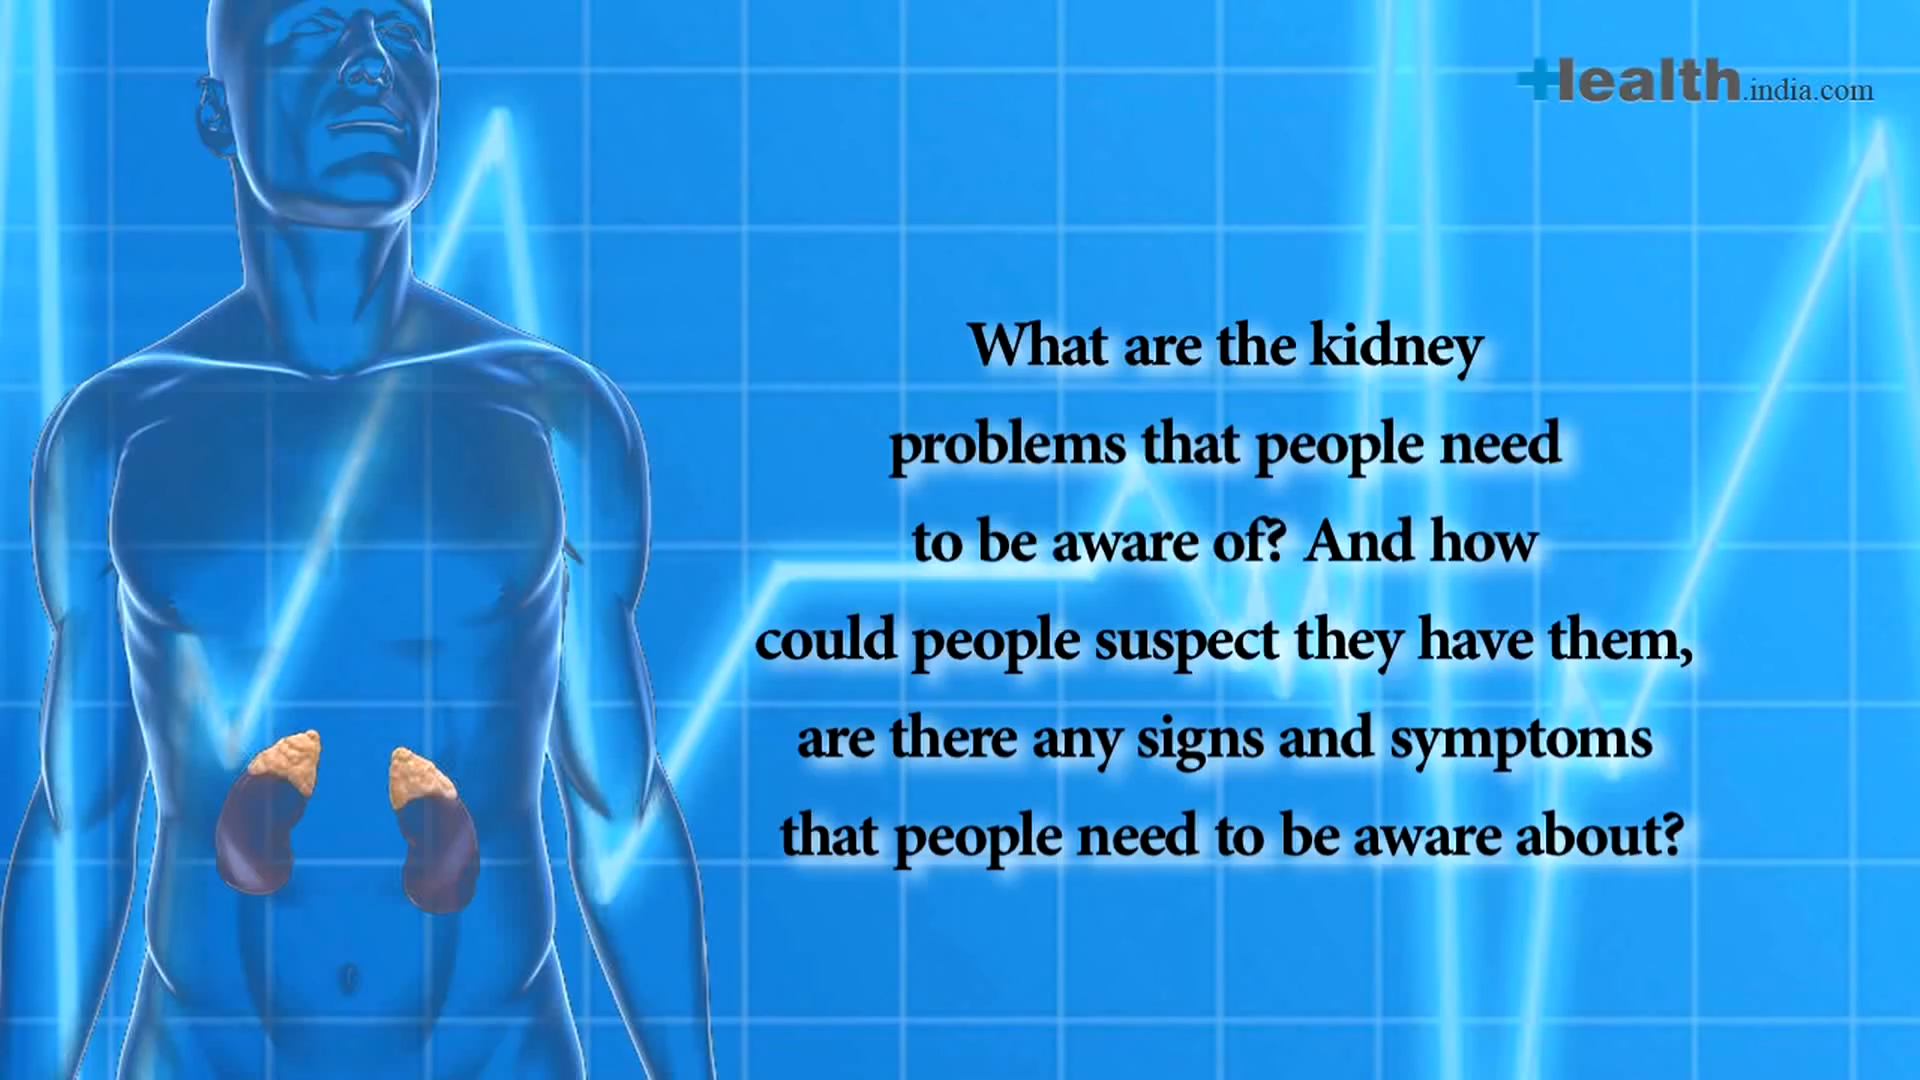 Health.india.com
What are the kidney
problems that people need
to be aware of? And how
could people suspect they have them,
are there any signs and symptoms
that people need to be aware about?